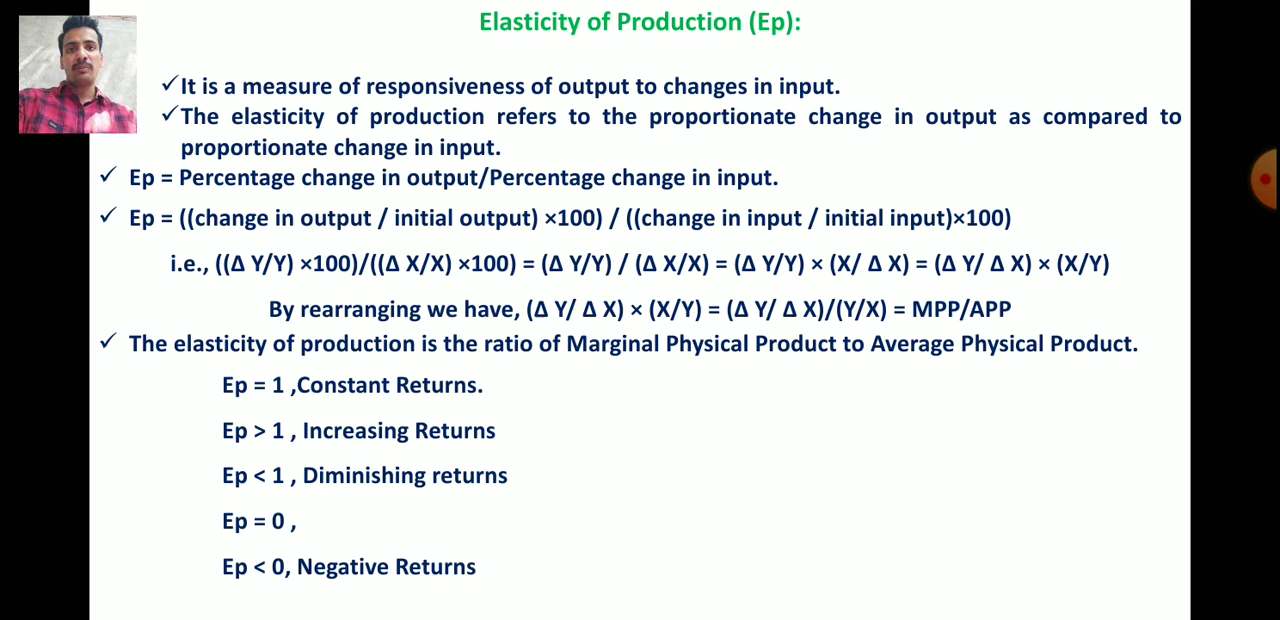 Elasticity of Production (Ep):
✓It is a measure of responsiveness of output to changes in input.
✓The elasticity of production refers to the proportionate change in output as compared to
proportionate change in input.
✓ Ep = Percentage change in output/Percentage change in input.
✓ Ep = ((change in output / initial output) ×100) / ((change in input / initial input)×100)
i.e., ((Δ Y/Y) ×100)/((Δ X/X) ×100) = (Δ Y/Y) / (Δ X/X) = (Δ Y/Y) × (X/ Δ X) = (Δ Y/ Δ X) × (X/Y)
By rearranging we have, (Δ Y/ Δ X) × (X/Y) = (Δ Y/ Δ X)/(Y/X) = MPP/APP
✓ The elasticity of production is the ratio of Marginal Physical Product to Average Physical Product.
Ep = 1 ,Constant Returns.
Ep > 1 , Increasing Returns
Ep < 1 , Diminishing returns
Ep = 0 ,
Ep < 0, Negative Returns